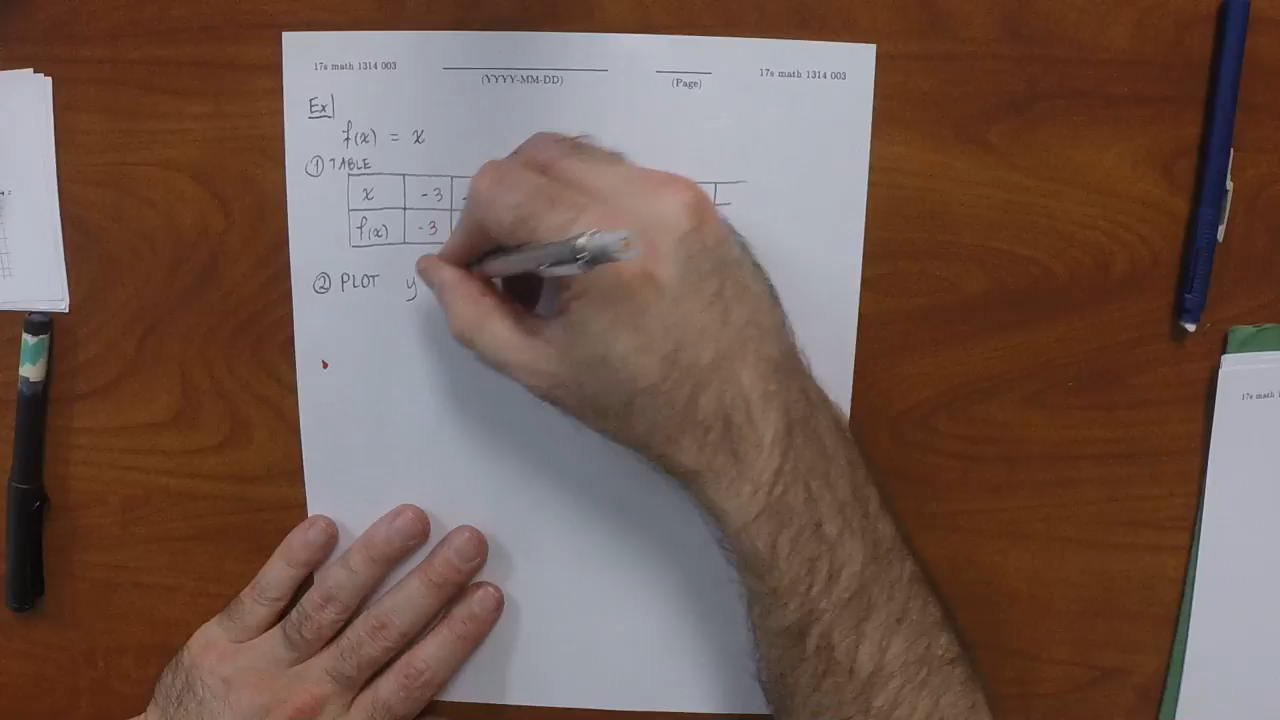 17s math 1314 003 (YYYY-MM-DD) (Page) 17s math 1314 003
Ex
f(x) = x
① TABLE
x -3
f(x) -3
② PLOT y
17s math 1